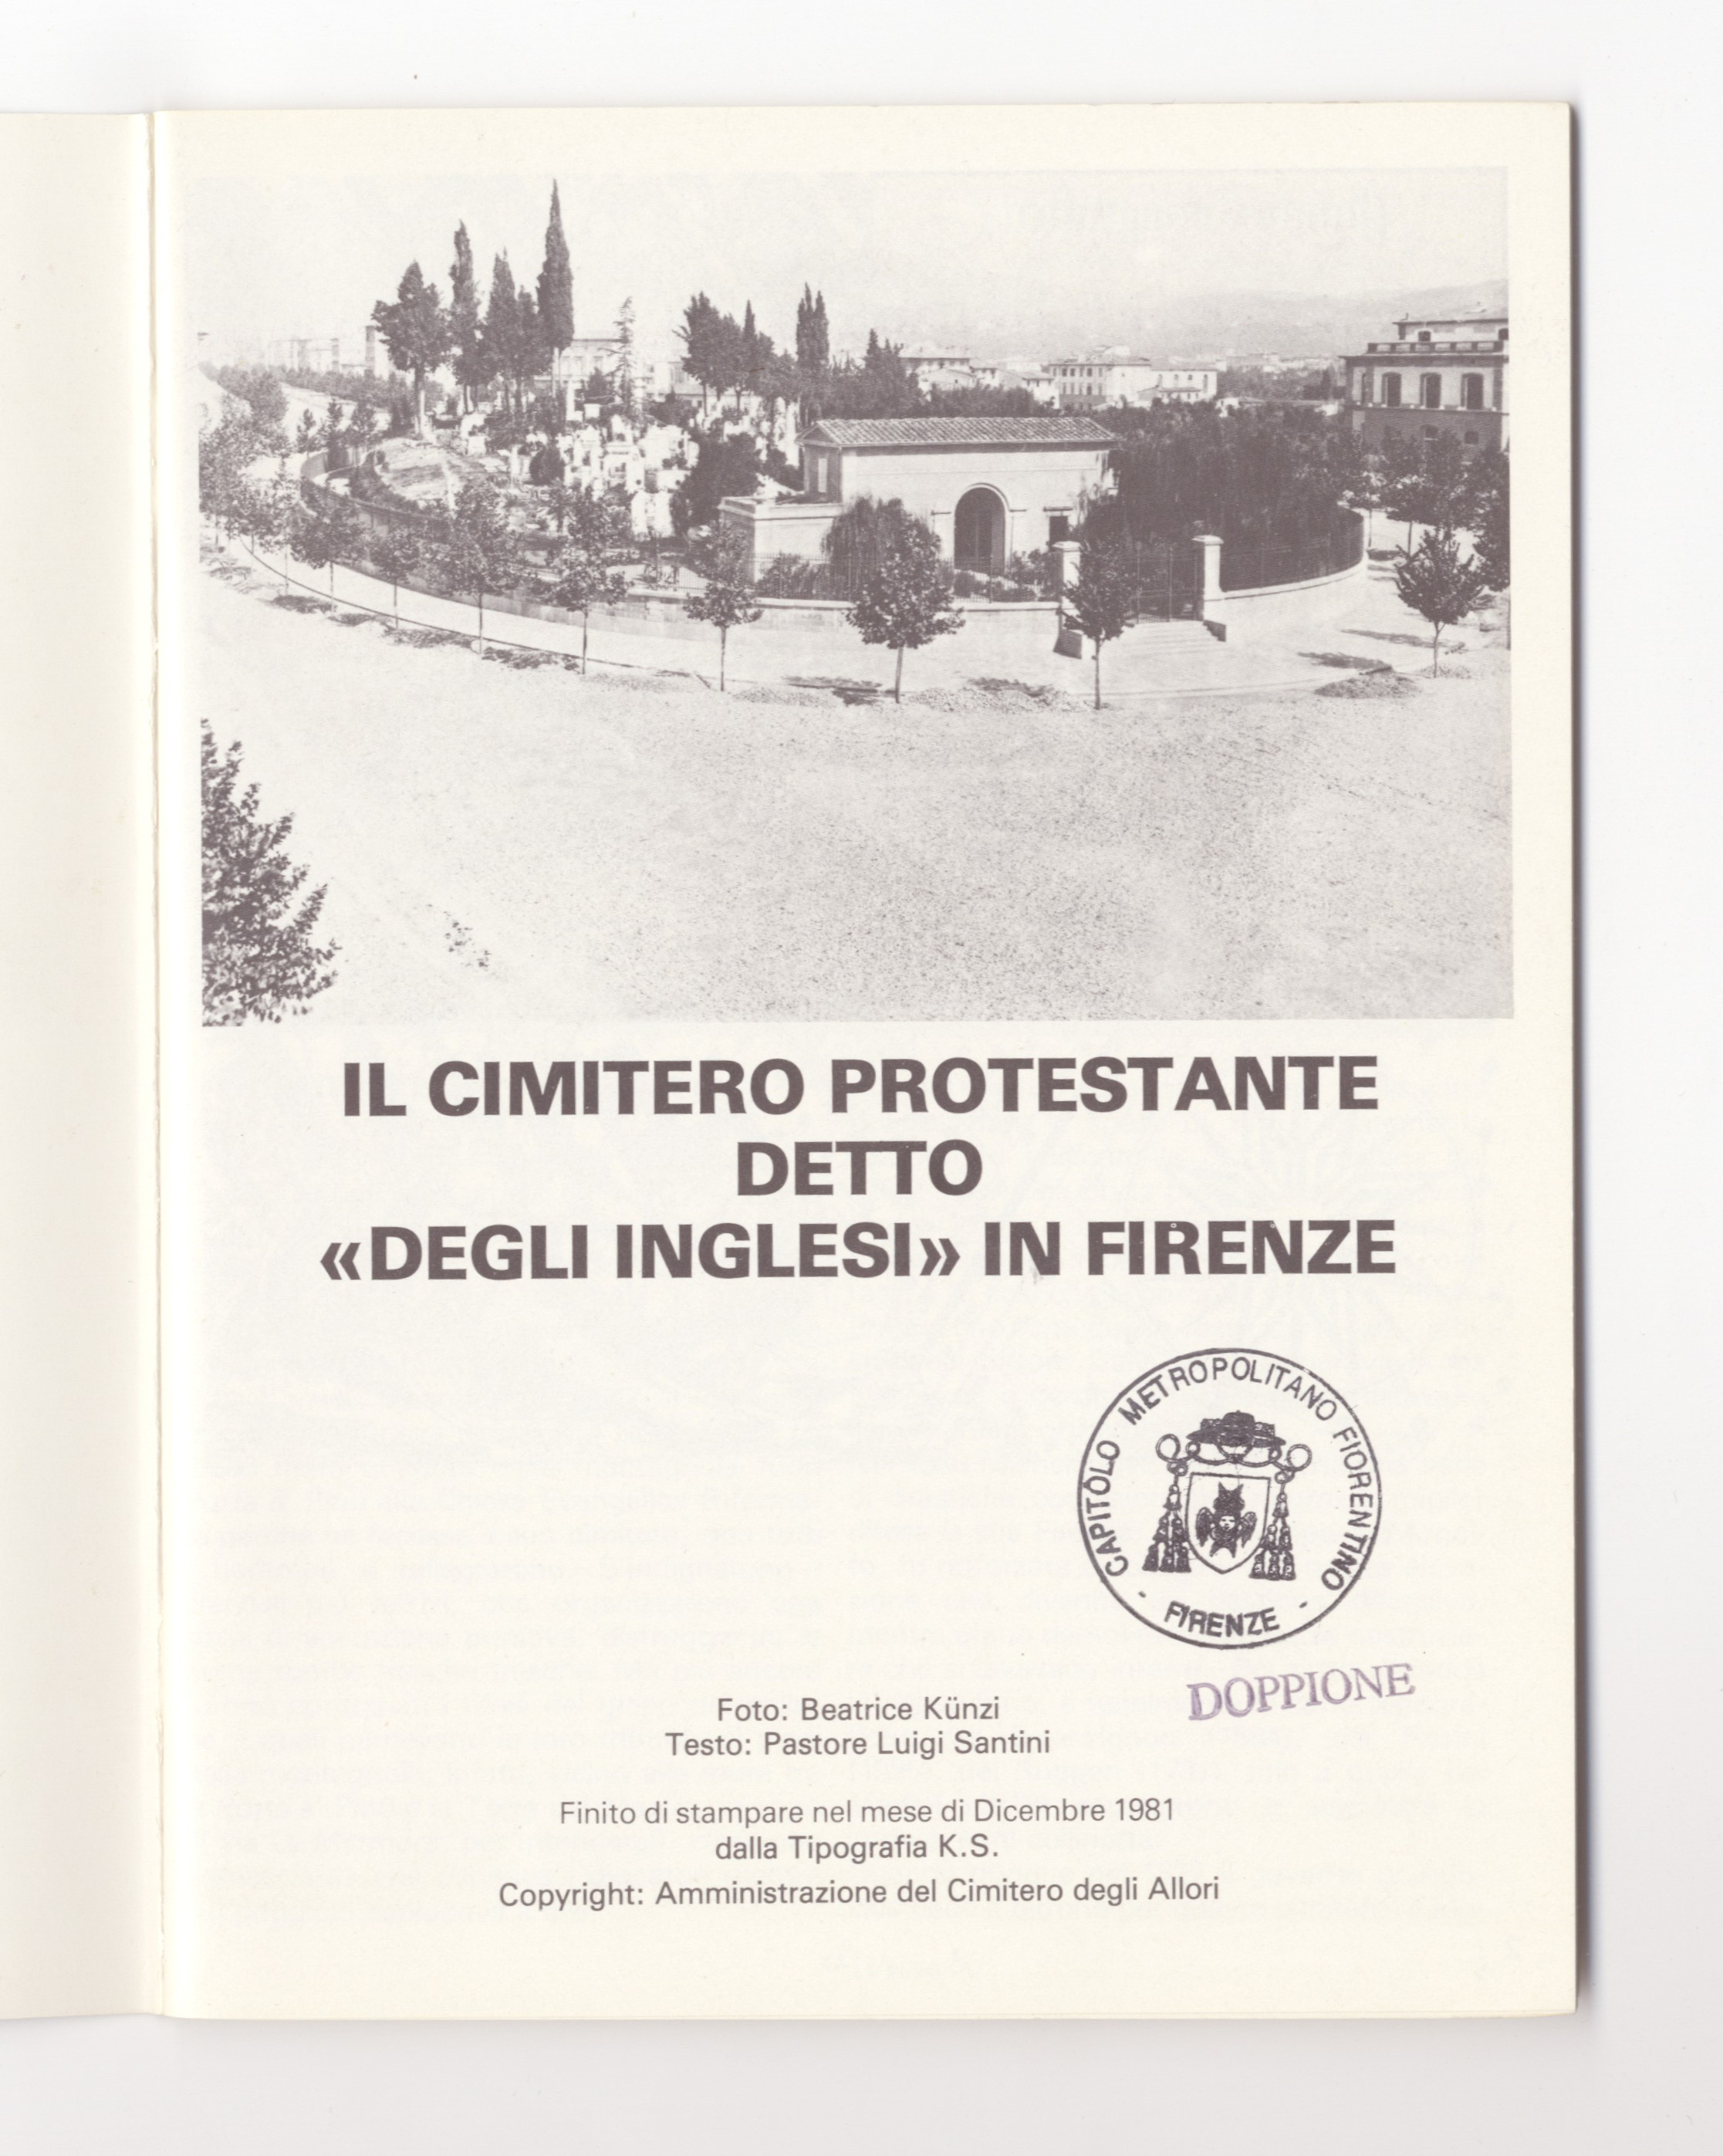 IL CIMITERO PROTESTANTE
DETTO
«DEGLI INGLESI» IN FIRENZE
CAPITOLO METROPOLITANO FIORENTINO
- FIRENZE -
DOPPIONE
Foto: Beatrice Künzi
Testo: Pastore Luigi Santini
Finito di stampare nel mese di Dicembre 1981
dalla Tipografia K.S.
Copyright: Amministrazione del Cimitero degli Allori